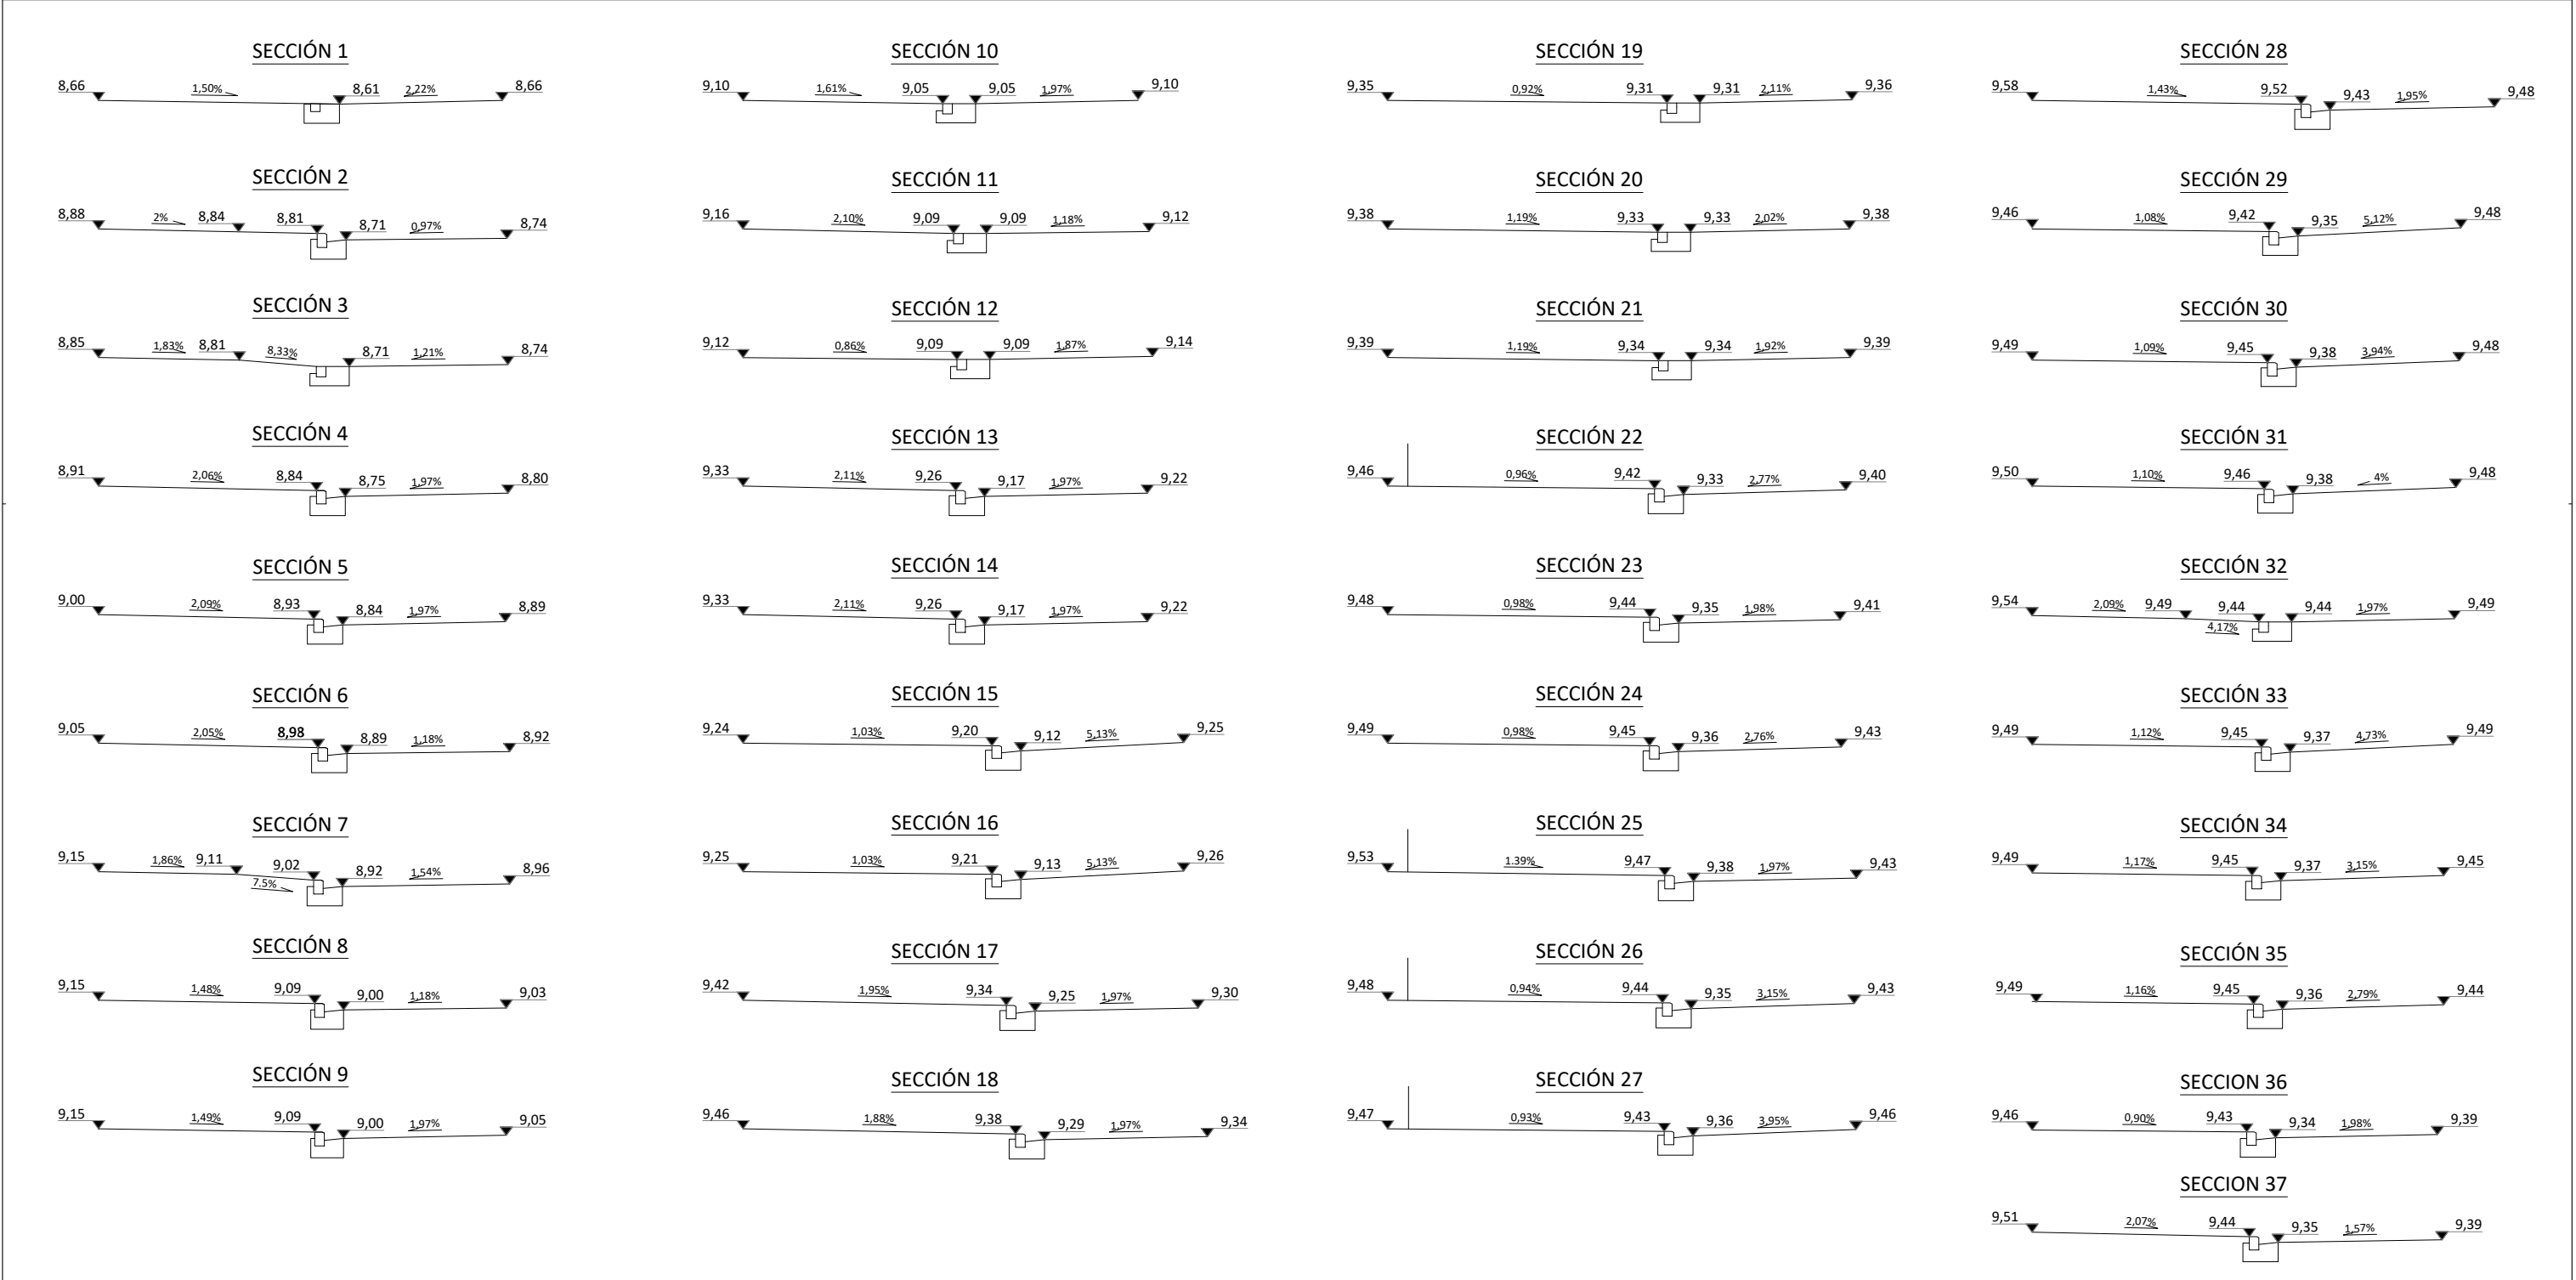 SECCIÓN 1
8,66 1,50% 8,61 2,22% 8,66
SECCIÓN 2
8,88 2% 8,84 8,81 8,71 0,97% 8,74
SECCIÓN 3
8,85 1,83% 8,81 8,33% 8,71 1,21% 8,74
SECCIÓN 4
8,91 2,06% 8,84 8,75 1,97% 8,80
SECCIÓN 5
9,00 2,09% 8,93 8,84 1,97% 8,89
SECCIÓN 6
9,05 2,05% 8,98 8,89 1,18% 8,92
SECCIÓN 7
9,15 1,86% 9,11 9,02 8,92 1,54% 8,96
7.5%
SECCIÓN 8
9,15 1,48% 9,09 9,00 1,18% 9,03
SECCIÓN 9
9,15 1,49% 9,09 9,00 1,97% 9,05
SECCIÓN 10
9,10 1,61% 9,05 9,05 1,97% 9,10
SECCIÓN 11
9,16 2,10% 9,09 9,09 1,18% 9,12
SECCIÓN 12
9,12 0,86% 9,09 9,09 1,87% 9,14
SECCIÓN 13
9,33 2,11% 9,26 9,17 1,97% 9,22
SECCIÓN 14
9,33 2,11% 9,26 9,17 1,97% 9,22
SECCIÓN 15
9,24 1,03% 9,20 9,12 5,13% 9,25
SECCIÓN 16
9,25 1,03% 9,21 9,13 5,13% 9,26
SECCIÓN 17
9,42 1,95% 9,34 9,25 1,97% 9,30
SECCIÓN 18
9,46 1,88% 9,38 9,29 1,97% 9,34
SECCIÓN 19
9,35 0,92% 9,31 9,31 2,11% 9,36
SECCIÓN 20
9,38 1,19% 9,33 9,33 2,02% 9,38
SECCIÓN 21
9,39 1,19% 9,34 9,34 1,92% 9,39
SECCIÓN 22
9,46 0,96% 9,42 9,33 2,77% 9,40
SECCIÓN 23
9,48 0,98% 9,44 9,35 1,98% 9,41
SECCIÓN 24
9,49 0,98% 9,45 9,36 2,76% 9,43
SECCIÓN 25
9,53 1.39% 9,47 9,38 1,97% 9,43
SECCIÓN 26
9,48 0,94% 9,44 9,35 3,15% 9,43
SECCIÓN 27
9,47 0,93% 9,43 9,36 3,95% 9,46
SECCIÓN 28
9,58 1,43% 9,52 9,43 1,95% 9,48
SECCIÓN 29
9,46 1,08% 9,42 9,35 5,12% 9,48
SECCIÓN 30
9,49 1,09% 9,45 9,38 3,94% 9,48
SECCIÓN 31
9,50 1,10% 9,46 9,38 4% 9,48
SECCIÓN 32
9,54 2,09% 9,49 9,44 9,44 1,97% 9,49
4,17%
SECCIÓN 33
9,49 1,12% 9,45 9,37 4,73% 9,49
SECCIÓN 34
9,49 1,17% 9,45 9,37 3,15% 9,45
SECCIÓN 35
9,49 1,16% 9,45 9,36 2,79% 9,44
SECCION 36
9,46 0,90% 9,43 9,34 1,98% 9,39
SECCION 37
9,51 2,07% 9,44 9,35 1,57% 9,39